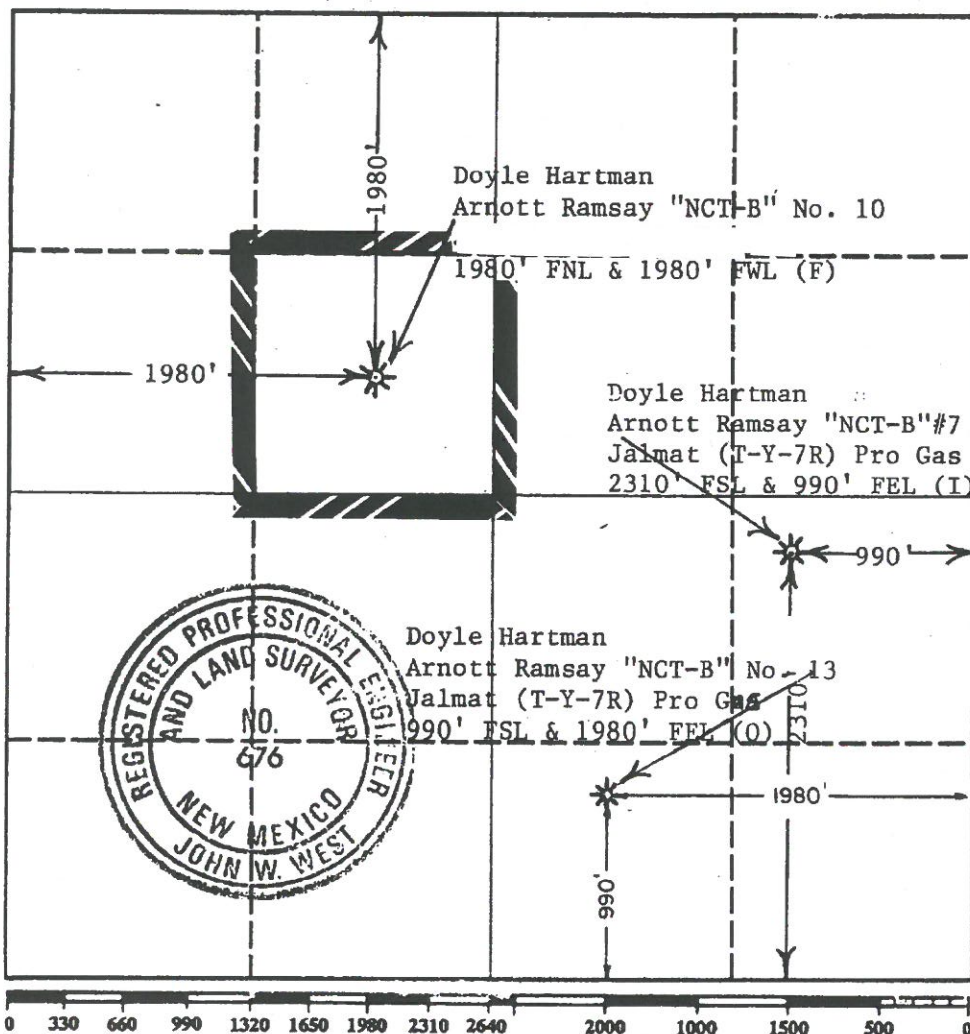 1980'
Doyle Hartman
Arnott Ramsay "NCT-B" No. 10
1980' FNL & 1980' FWL (F)
1980'
Doyle Hartman
Arnott Ramsay "NCT-B"#7
Jalmat (T-Y-7R) Pro Gas
2310' FSL & 990' FEL (I)
990'
Doyle Hartman
Arnott Ramsay "NCT-B" No. 13
Jalmat (T-Y-7R) Pro Gas
990' FSL & 1980' FEL (O)
2310'
1980'
990'
REGISTERED PROFESSIONAL ENGINEER
AND LAND SURVEYOR
NO.
676
NEW MEXICO
JOHN W. WEST
0 330 660 990 1320 1650 1980 2310 2640 2000 1500 1000 500 0